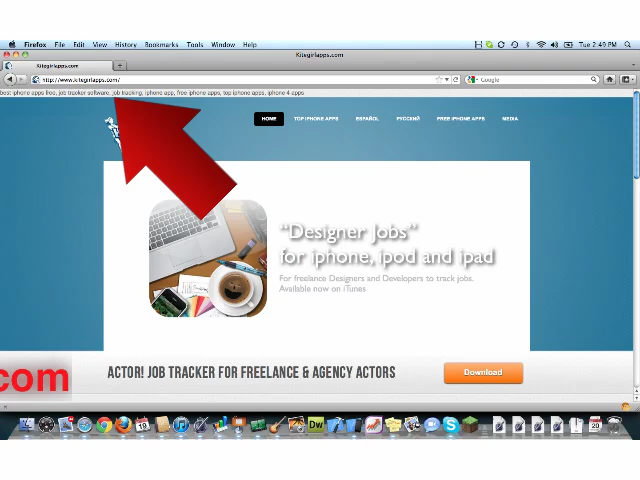 Firefox File Edit View History Bookmarks Tools Window Help Tue 2:49 PM
Kitegirlapps.com
Kitegirlapps.com
http://www.kitegirlapps.com/ Google
best iphone apps free, job tracker software, job tracking, iphone app, free iphone apps, top iphone apps, iphone 4 apps
HOME TOP IPHONE APPS ESPAÑOL РУССКИЙ FREE IPHONE APPS MEDIA
"Designer Jobs"
for iphone, ipod and ipad
For freelance Designers and Developers to track jobs.
Available now on iTunes
com
ACTOR! JOB TRACKER FOR FREELANCE & AGENCY ACTORS
Download